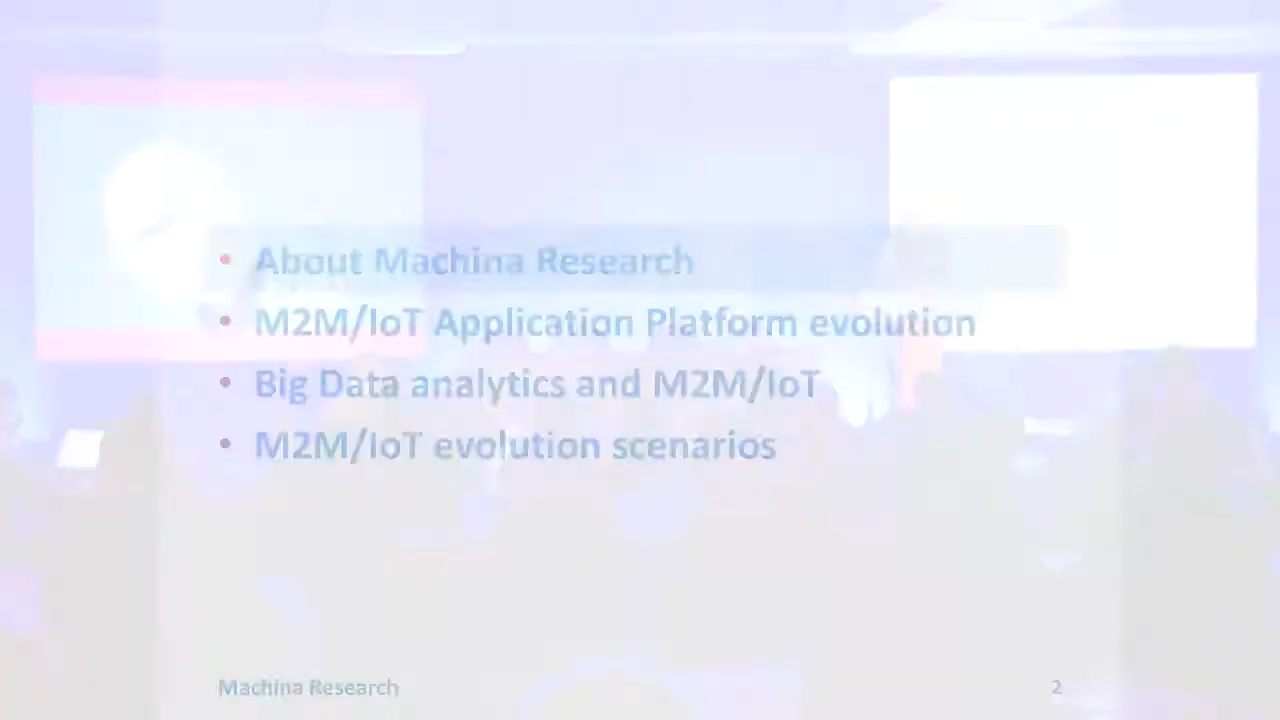 • About Machina Research
• M2M/IoT Application Platform evolution
• Big Data analytics and M2M/IoT
• M2M/IoT evolution scenarios
Machina Research
2